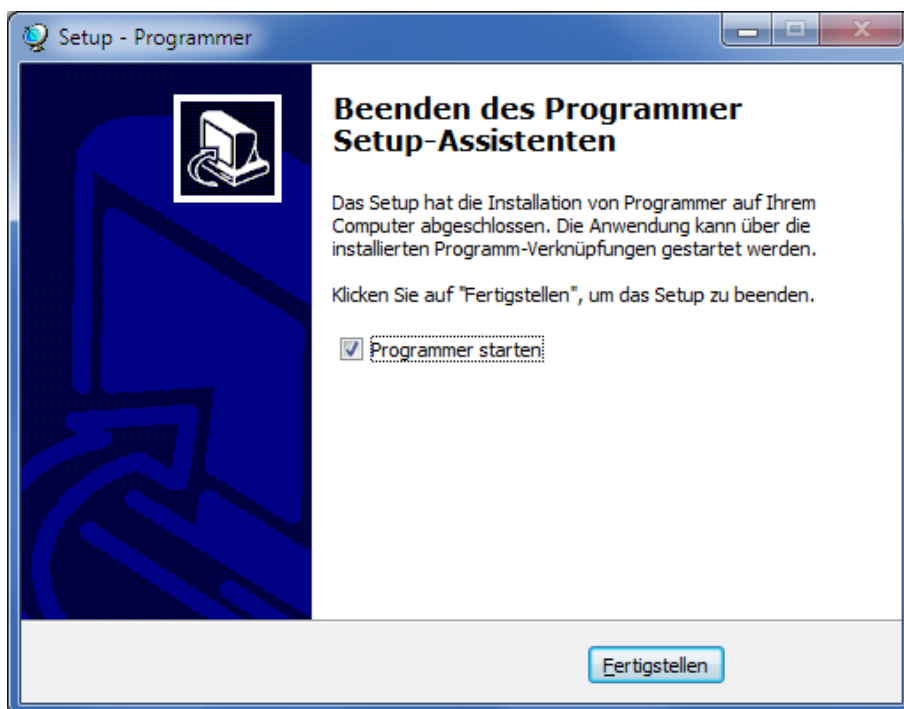 Setup - Programmer
Beenden des Programmer
Setup-Assistenten
Das Setup hat die Installation von Programmer auf Ihrem
Computer abgeschlossen. Die Anwendung kann über die
installierten Programm-Verknüpfungen gestartet werden.
Klicken Sie auf "Fertigstellen", um das Setup zu beenden.
Programmer starten
Fertigstellen